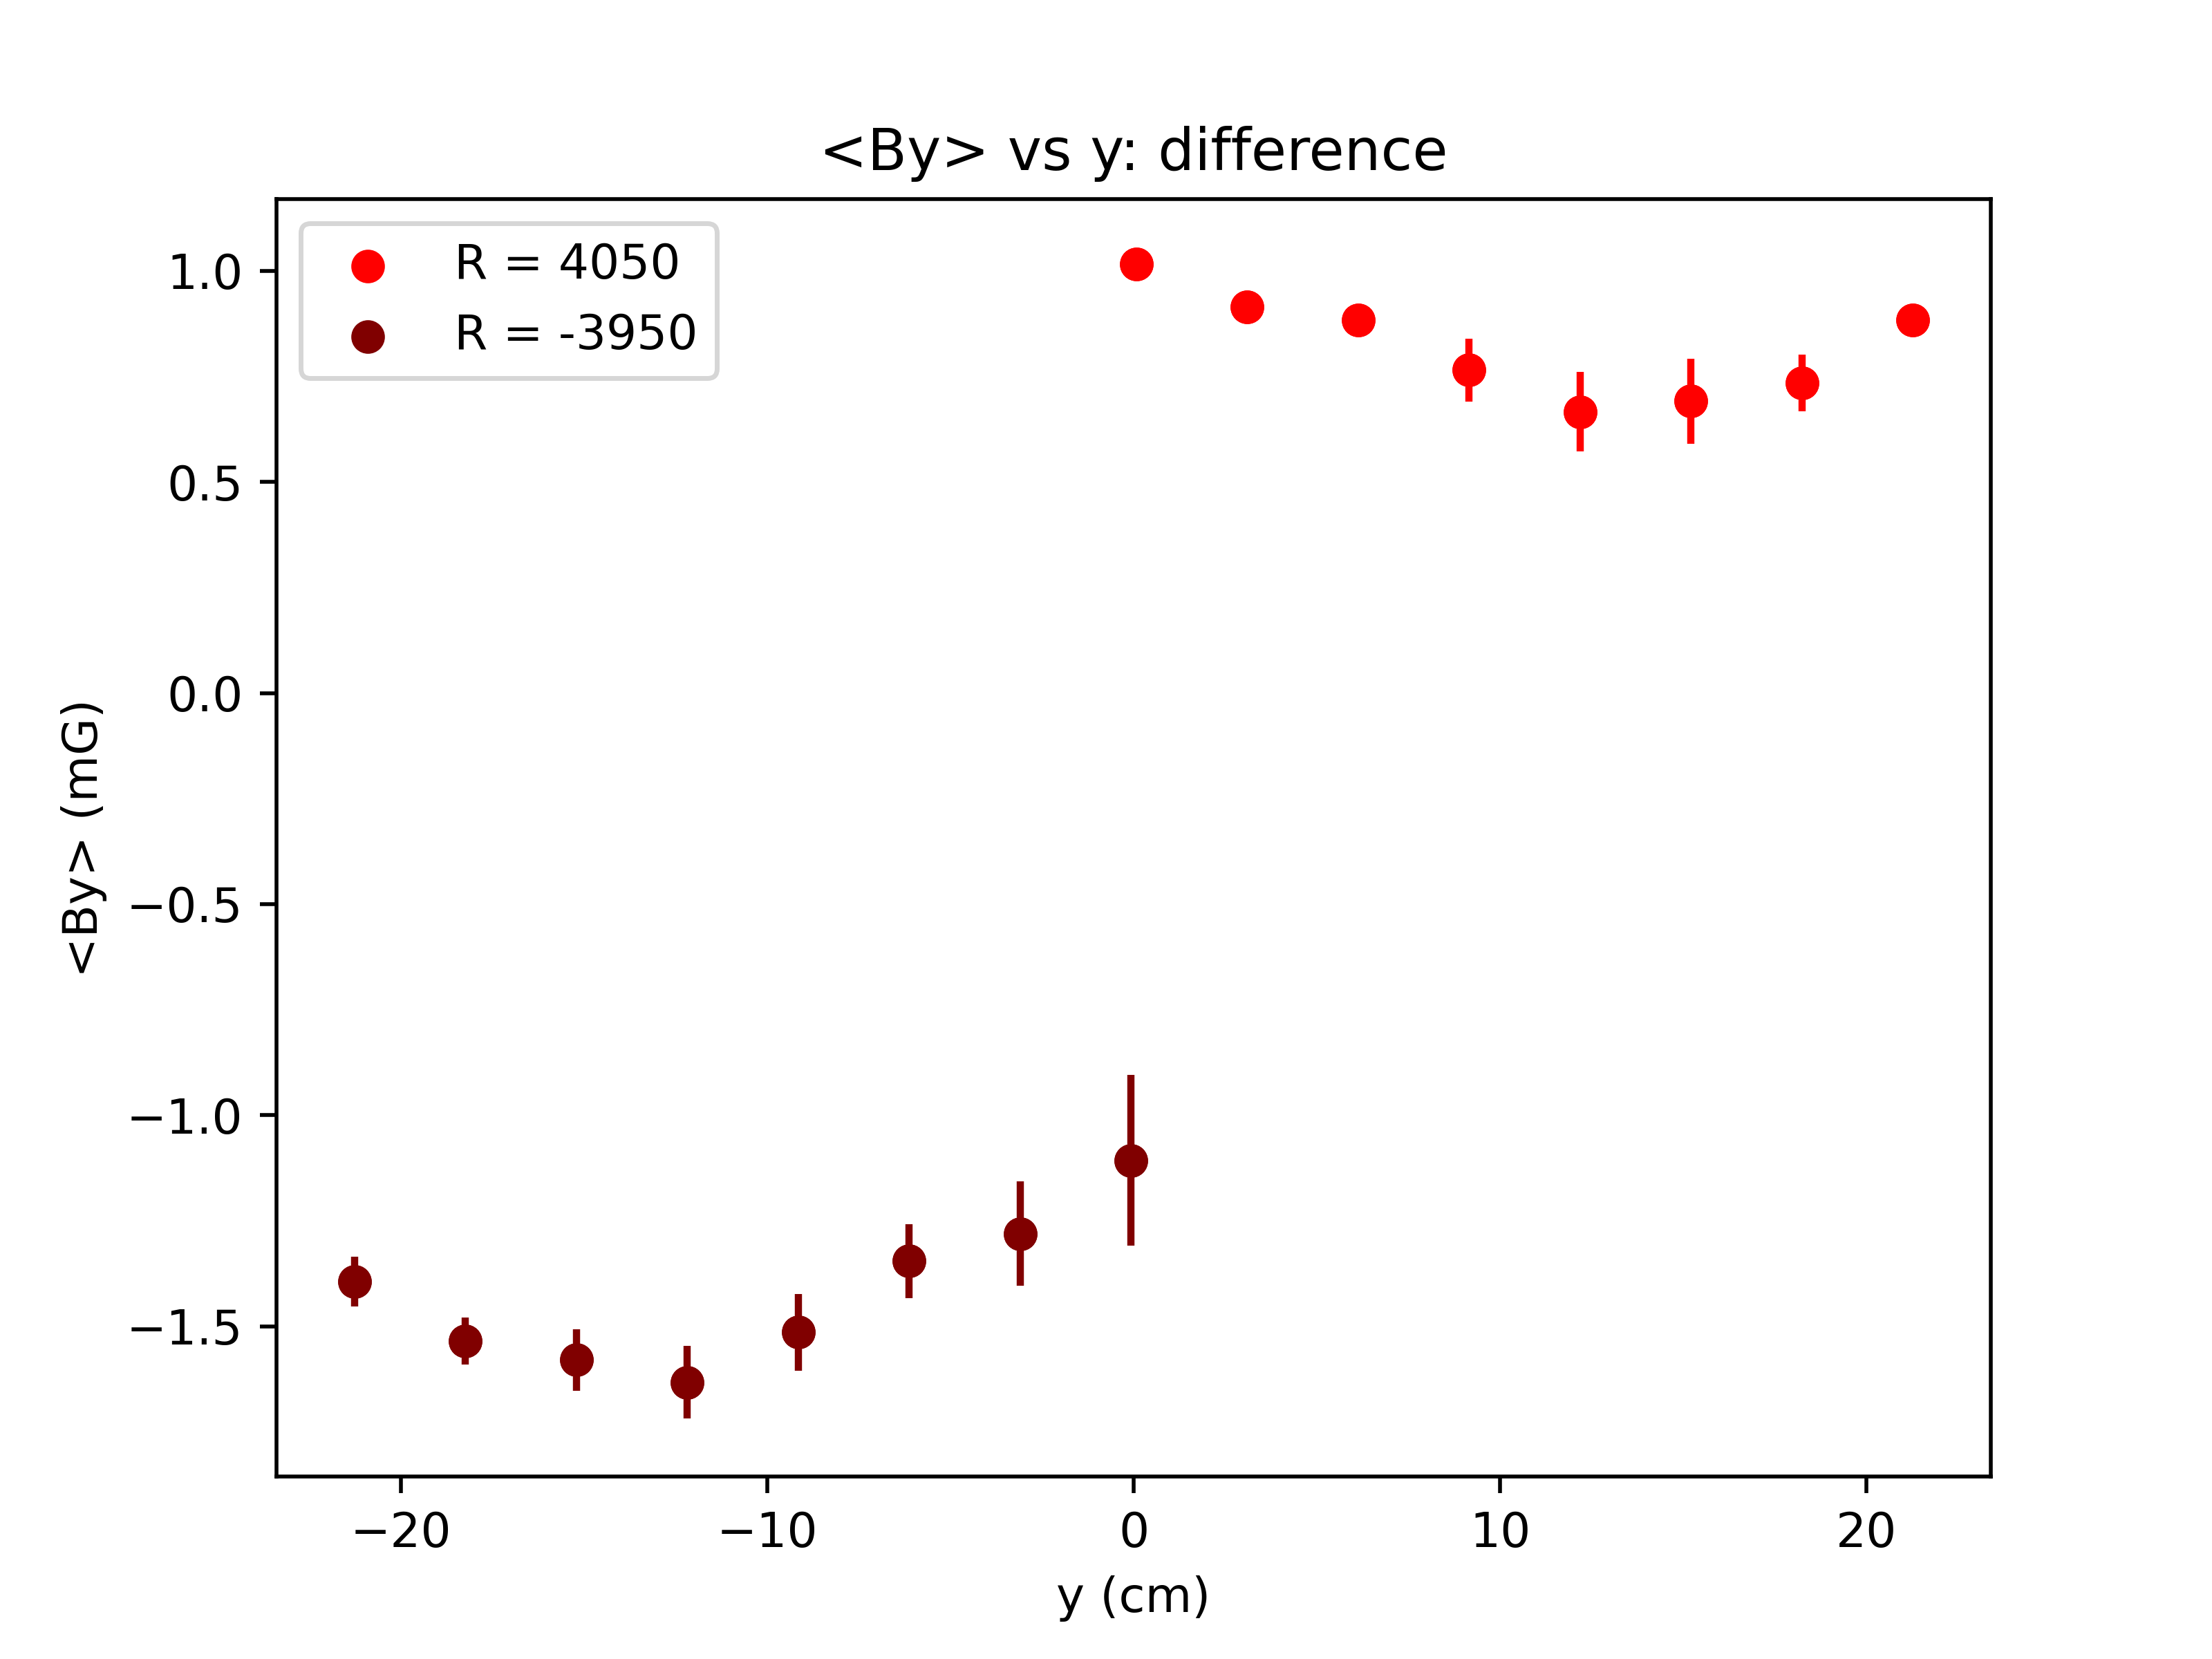 <By> vs y: difference
R = 4050
R = -3950
1.0
0.5
0.0
−0.5
−1.0
−1.5
<By> (mG)
−20 −10 0 10 20
y (cm)